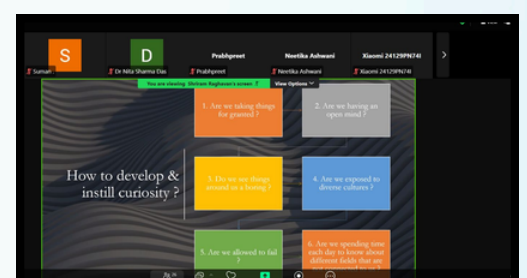 S
D
Prabhpreet
Neetika Ashwani
Xiaomi 24129PN74I
Suman
Dr Nita Sharma Das
Prabhpreet
Neetika Ashwani
Xiaomi 24129PN74I
You are viewing Shriram Raghavan's screen
View Options
How to develop &
instill curiosity ?
1. Are we taking things
for granted ?
2. Are we having an
open mind ?
3. Do we see things
around us a boring ?
4. Are we exposed to
diverse cultures ?
5. Are we allowed to fail
?
6. Are we spending time
each day to know about
different fields that are